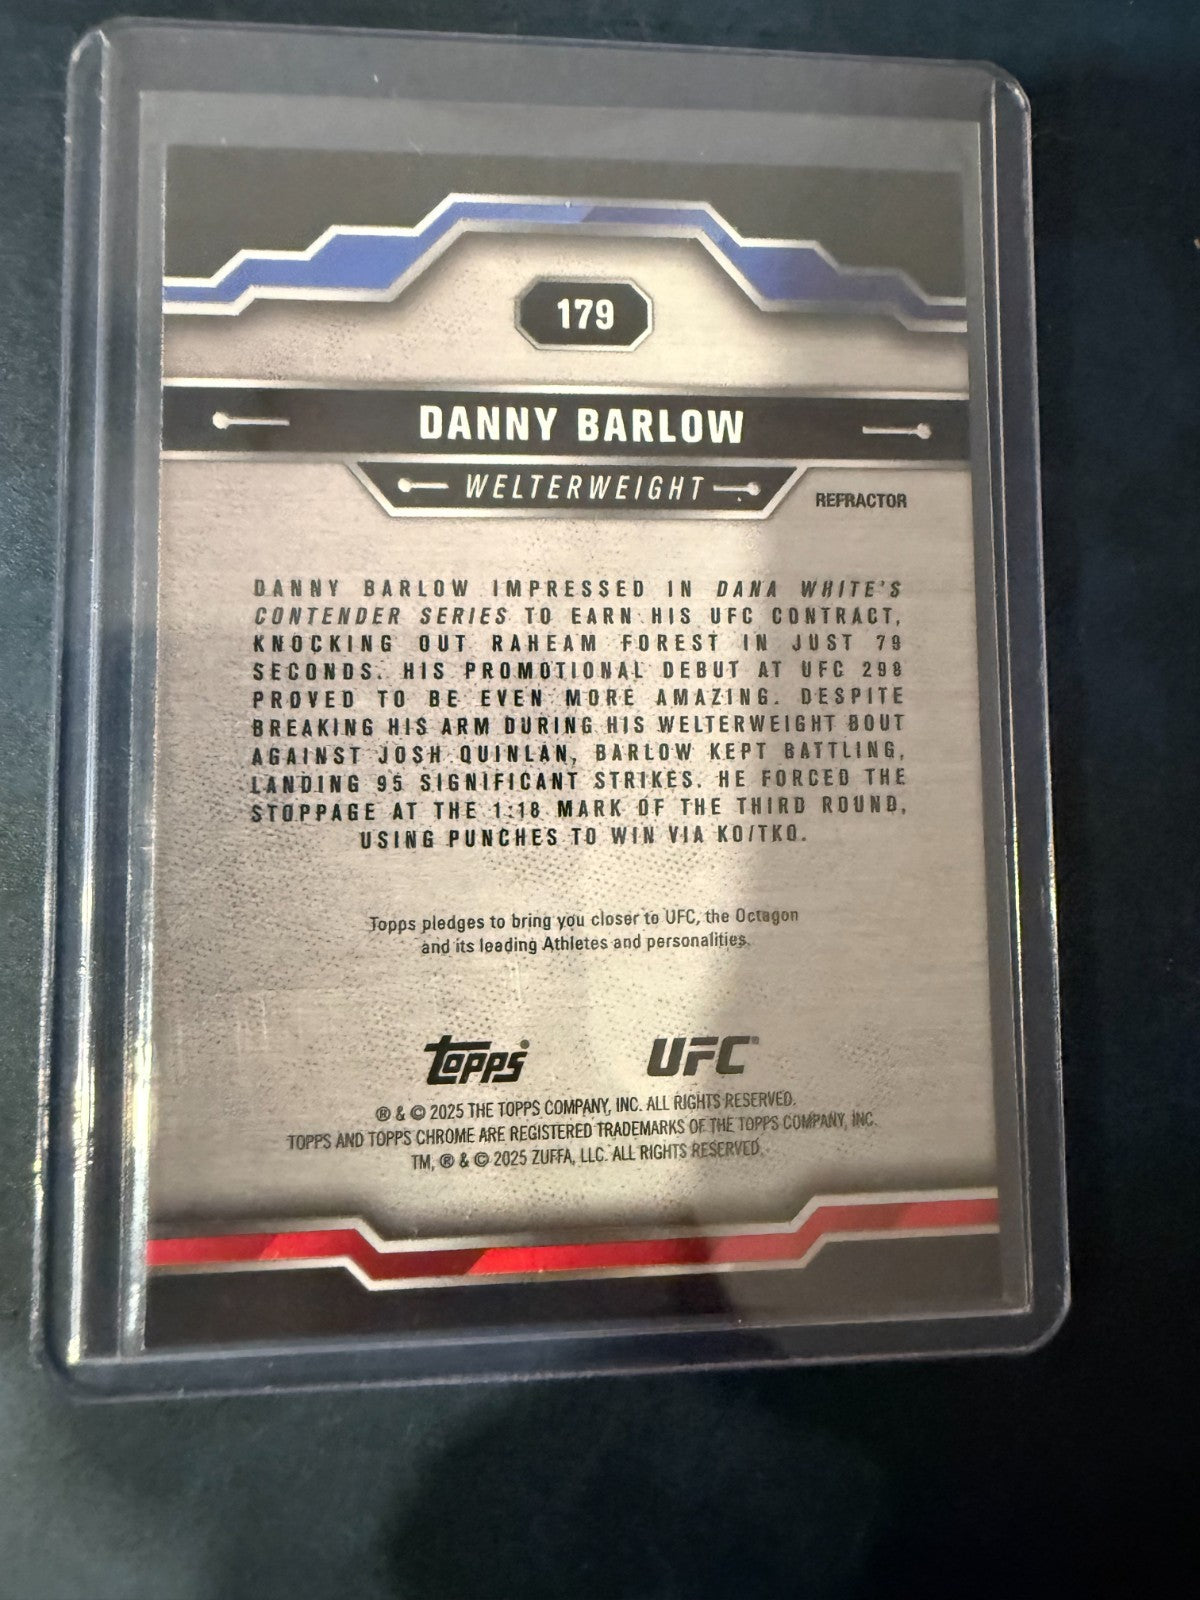 179
DANNY BARLOW
WELTERWEIGHT
REFRACTOR
DANNY BARLOW IMPRESSED IN DANA WHITE'S
CONTENDER SERIES TO EARN HIS UFC CONTRACT,
KNOCKING OUT RAHEAM FOREST IN JUST 79
SECONDS. HIS PROMOTIONAL DEBUT AT UFC 298
PROVED TO BE EVEN MORE AMAZING. DESPITE
BREAKING HIS ARM DURING HIS WELTERWEIGHT BOUT
AGAINST JOSH QUINLAN, BARLOW KEPT BATTLING,
LANDING 95 SIGNIFICANT STRIKES. HE FORCED THE
STOPPAGE AT THE 1:18 MARK OF THE THIRD ROUND,
USING PUNCHES TO WIN VIA KO/TKO.
Topps pledges to bring you closer to UFC, the Octagon
and its leading Athletes and personalities.
topps UFC
® & © 2025 THE TOPPS COMPANY, INC. ALL RIGHTS RESERVED.
TOPPS AND TOPPS CHROME ARE REGISTERED TRADEMARKS OF THE TOPPS COMPANY, INC.
TM, ® & © 2025 ZUFFA, LLC. ALL RIGHTS RESERVED.